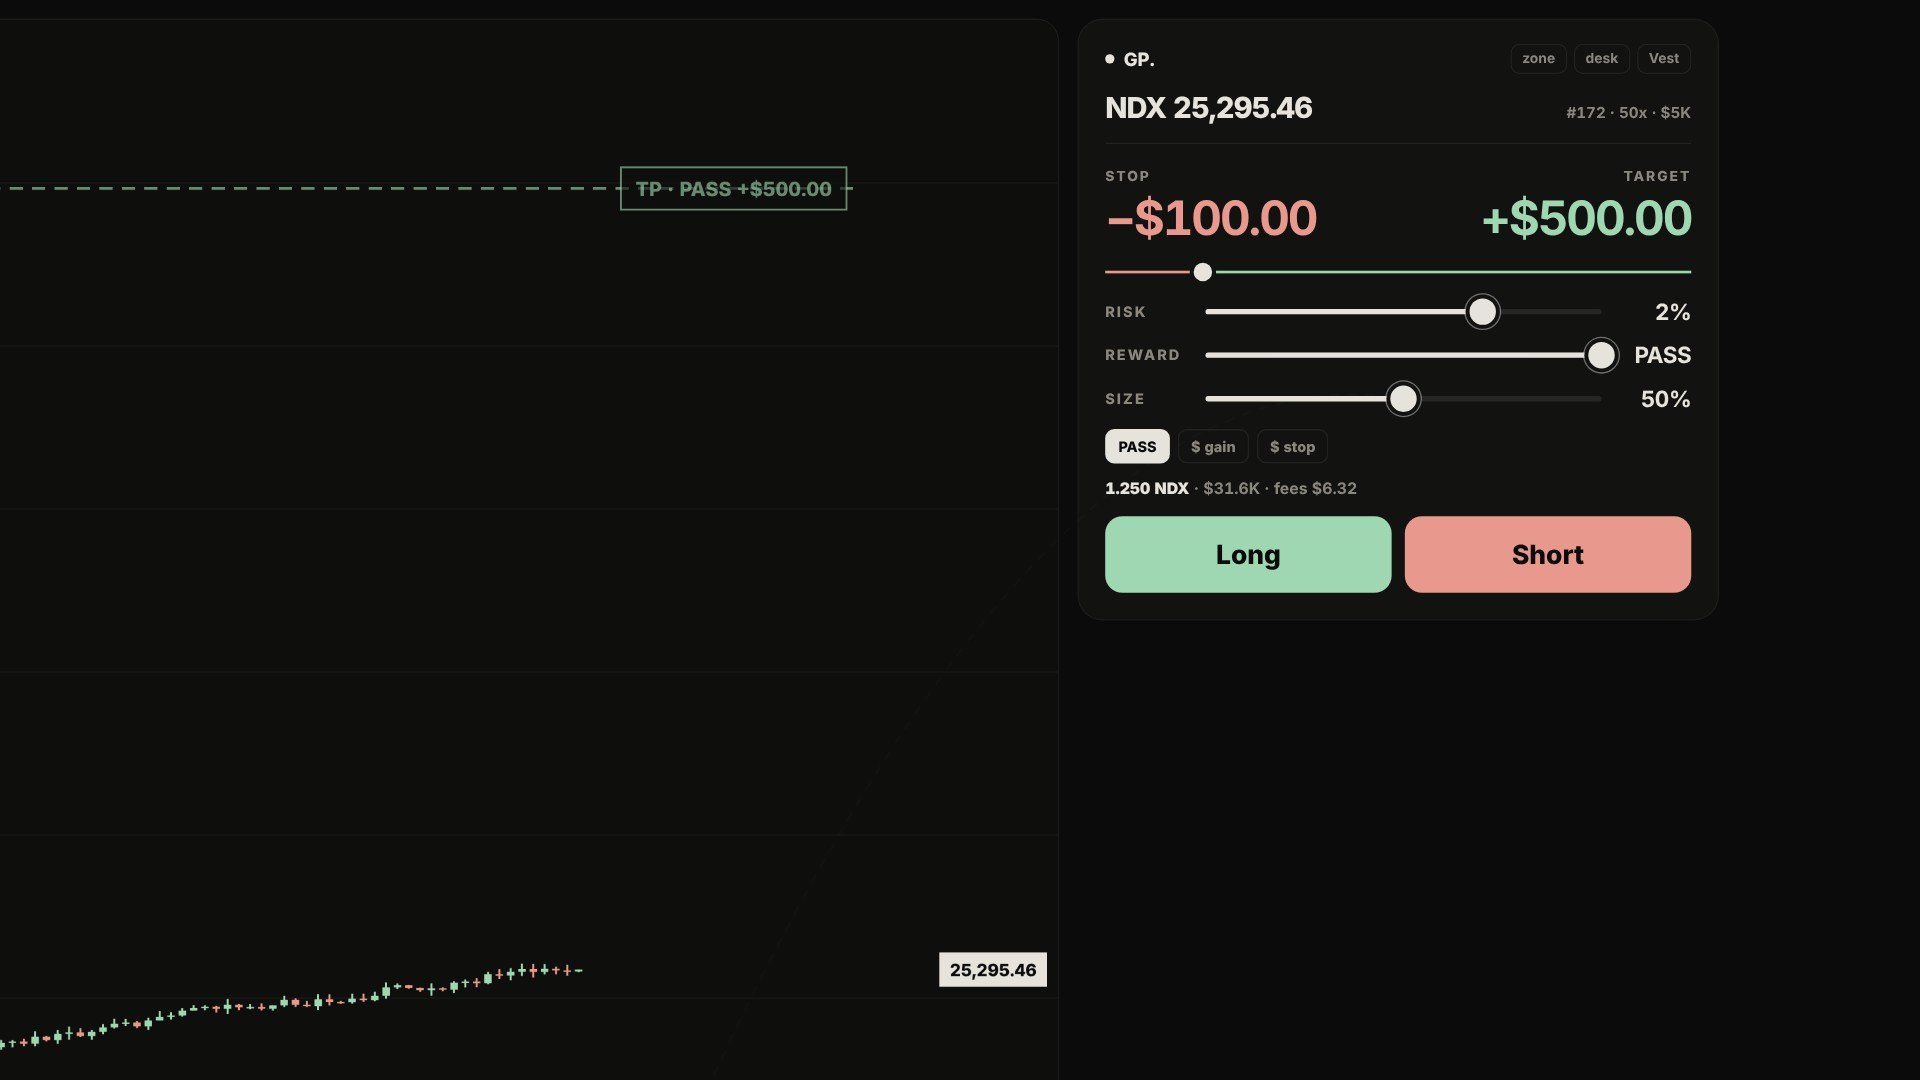 TP · PASS +$500.00
25,295.46
GP.
zone desk Vest
NDX 25,295.46
#172 · 50x · $5K
STOP TARGET
−$100.00 +$500.00
RISK 2%
REWARD PASS
SIZE 50%
PASS $ gain $ stop
1.250 NDX · $31.6K · fees $6.32
Long Short